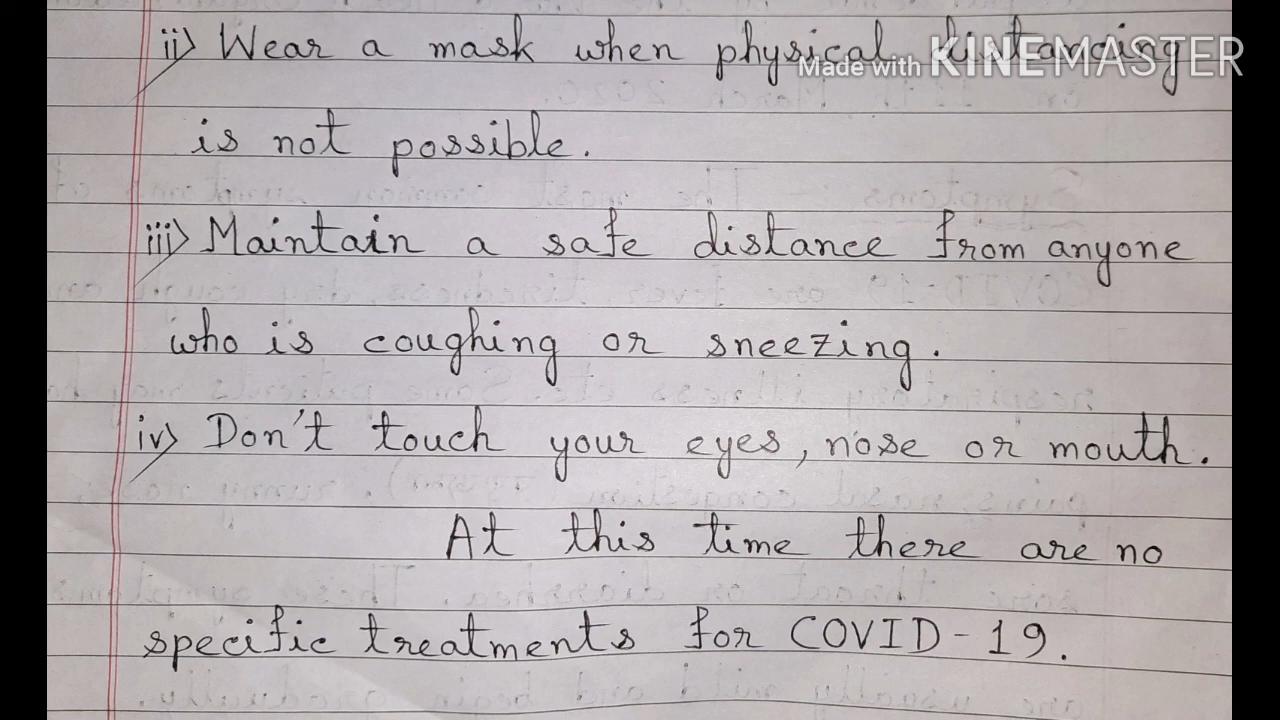 ii) Wear a mask when physical distancing
Made with KINEMASTER
is not possible.
iii) Maintain a safe distance from anyone
who is coughing or sneezing.
iv) Don't touch your eyes, nose or mouth.
At this time there are no
specific treatments for COVID-19.